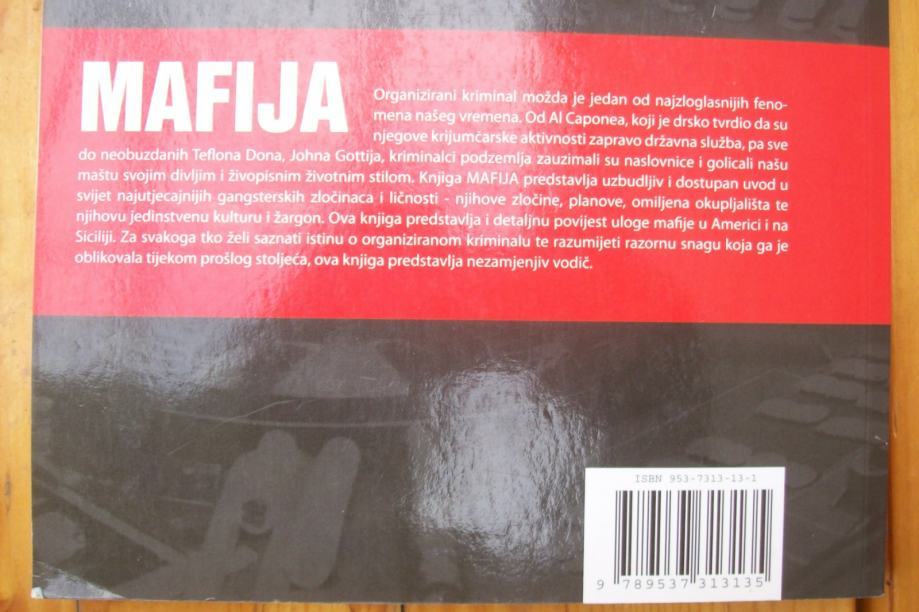 MAFIJA
Organizirani kriminal možda je jedan od najzloglasnijih feno-
mena našeg vremena. Od Al Caponea, koji je drsko tvrdio da su
njegove krijumčarske aktivnosti zapravo državna služba, pa sve
do neobuzdanih Teflona Dona, Johna Gottija, kriminalci podzemlja zauzimali su naslovnice i golicali našu
maštu svojim divljim i živopisnim životnim stilom. Knjiga MAFIJA predstavlja uzbudljiv i dostupan uvod u
svijet najutjecajnijih gangsterskih zločinaca i ličnosti - njihove zločine, planove, omiljena okupljališta te
njihovu jedinstvenu kulturu i žargon. Ova knjiga predstavlja i detaljnu povijest uloge mafije u Americi i na
Siciliji. Za svakoga tko želi saznati istinu o organiziranom kriminalu te razumijeti razornu snagu koja ga je
oblikovala tijekom prošlog stoljeća, ova knjiga predstavlja nezamjenjiv vodič.
ISBN 953-7313-13-1
9 789537 313135